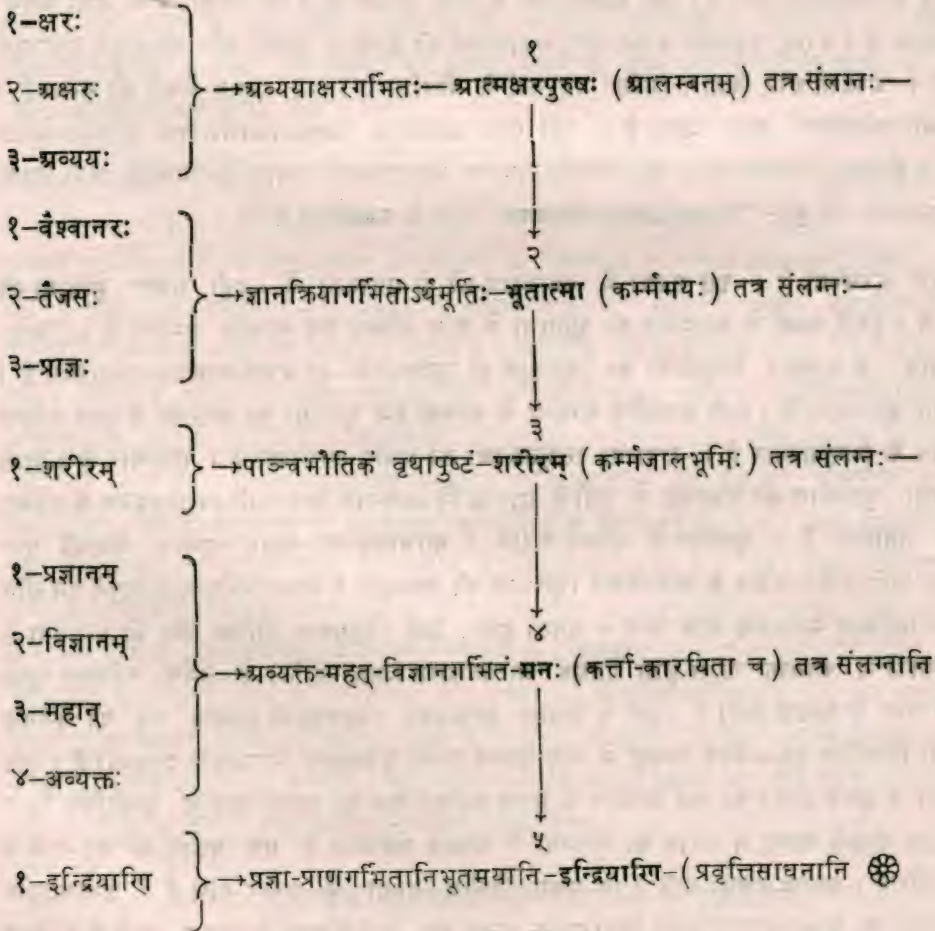 १–क्षरः
२–अक्षरः
३–अव्ययः
→अव्ययाक्षरगर्भितः— आत्मक्षरपुरुषः (आलम्बनम्) तत्र संलग्नः—
१
१–वैश्वानरः
२–तैजसः
३–प्राज्ञः
→ज्ञानक्रियागर्भितोऽर्थमूर्तिः–भूतात्मा (कर्म्ममयः) तत्र संलग्नः—
२
१–शरीरम्
→पाञ्चभौतिकं वृथापुष्टं–शरीरम् (कर्म्मजालभूमिः) तत्र संलग्नः—
३
१–प्रज्ञानम्
२–विज्ञानम्
३–महान्
४–अव्यक्तः
→अव्यक्त-महत्-विज्ञानगर्भितं-मनः (कर्त्ता-कारयिता च) तत्र संलग्नानि
४
१–इन्द्रियाणि
→प्रज्ञा-प्राणगर्भितानिभूतमयानि–इन्द्रियाणि–(प्रवृत्तिसाधनानि
५